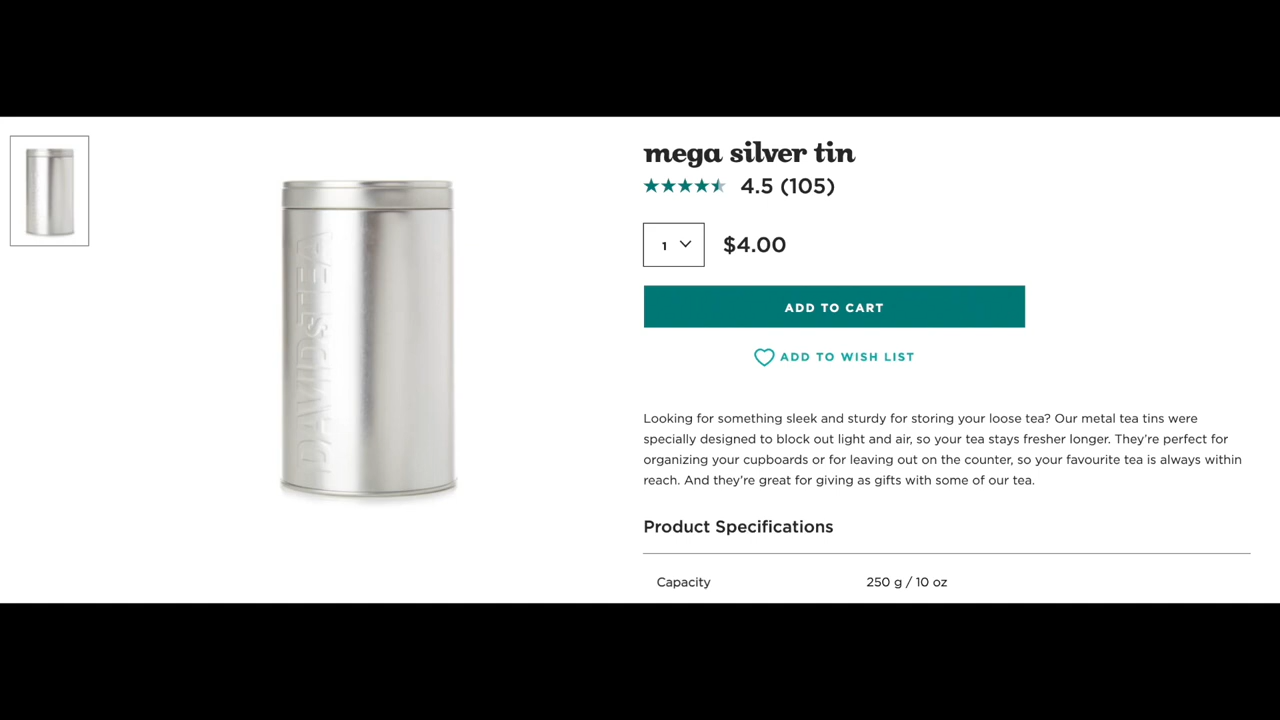 mega silver tin
4.5 (105)
1
$4.00
ADD TO CART
ADD TO WISH LIST
Looking for something sleek and sturdy for storing your loose tea? Our metal tea tins were
specially designed to block out light and air, so your tea stays fresher longer. They're perfect for
organizing your cupboards or for leaving out on the counter, so your favourite tea is always within
reach. And they're great for giving as gifts with some of our tea.
Product Specifications
Capacity 250 g / 10 oz
DAVIDsTEA